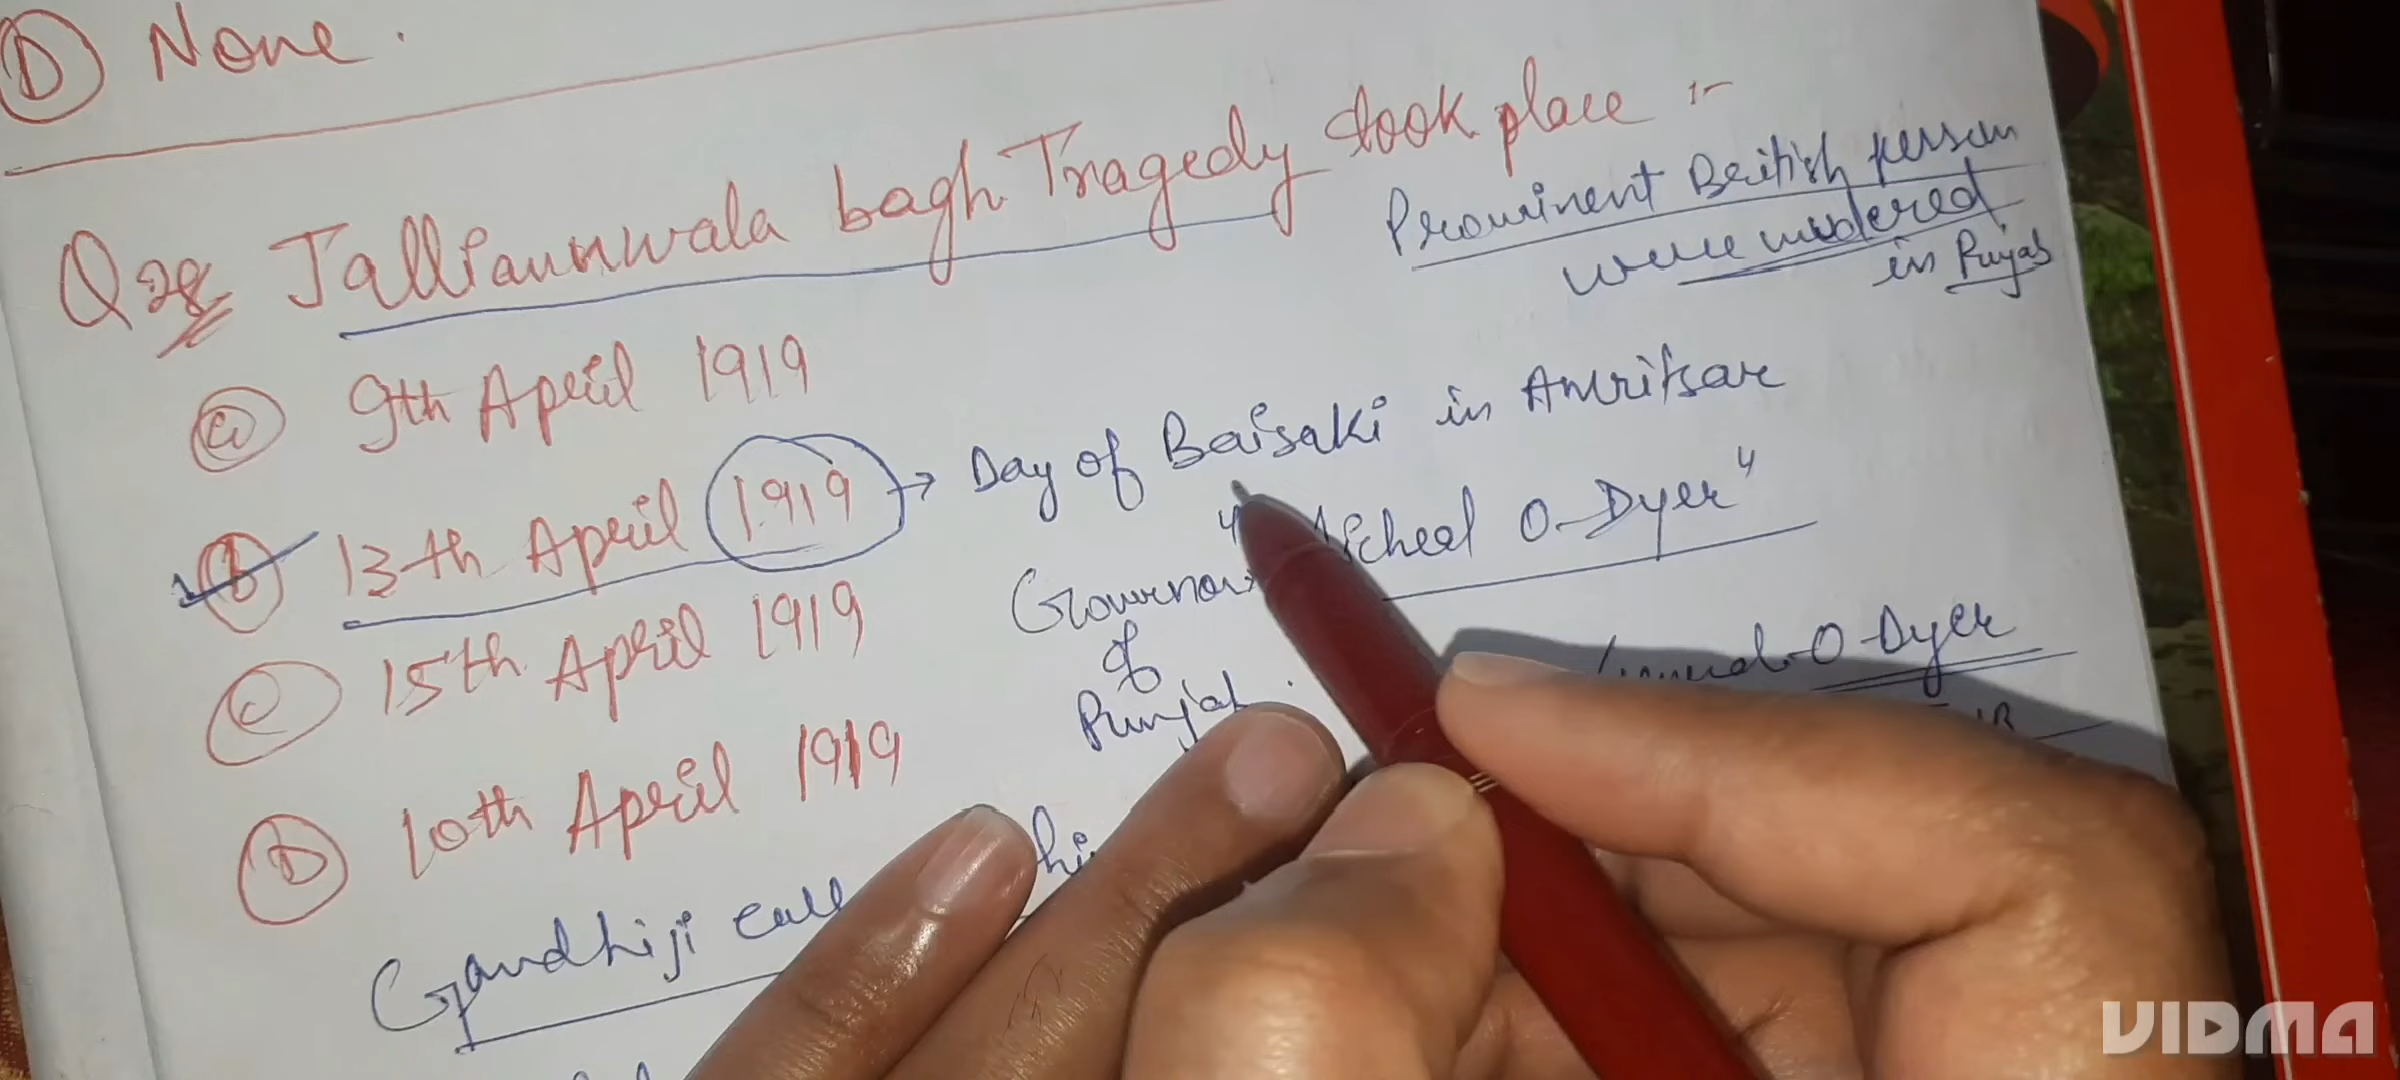 D None.
Q28 Jallianwala bagh Tragedy took place :-
Prominent British person
were mudered
in Punjab
a 9th April 1919
b 13th April 1919 → Day of Baisaki in Amritsar
"Micheal O-Dyer"
Governor
of
Punjab.
C 15th April 1919
O-Dyer
D 10th April 1919
Gandhiji call
VIDMA